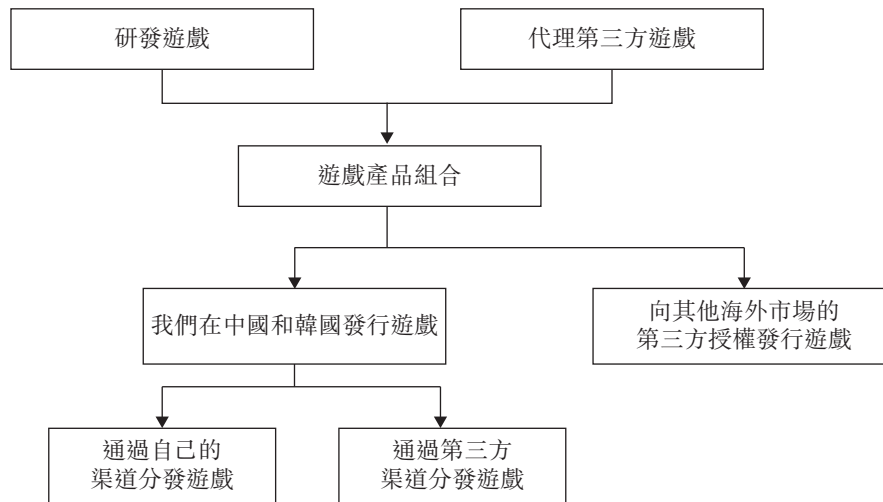 研發遊戲
代理第三方遊戲
遊戲產品組合
我們在中國和韓國發行遊戲
向其他海外市場的
第三方授權發行遊戲
通過自己的
渠道分發遊戲
通過第三方
渠道分發遊戲